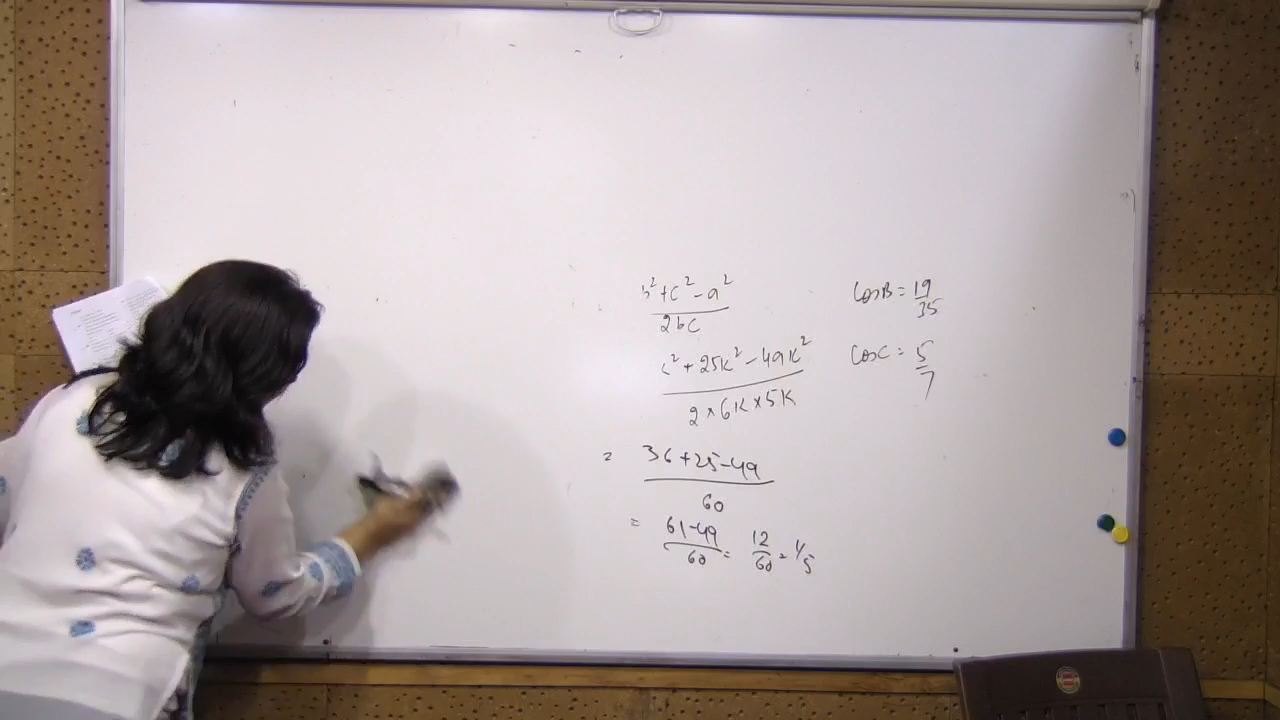 b²+c²-a²
2bc
k²+25k²-49k²
2×6k×5k
= 36+25-49
60
= 61-49
60
= 12
60
= 1/5
CosB = 19
35
CosC = 5
7